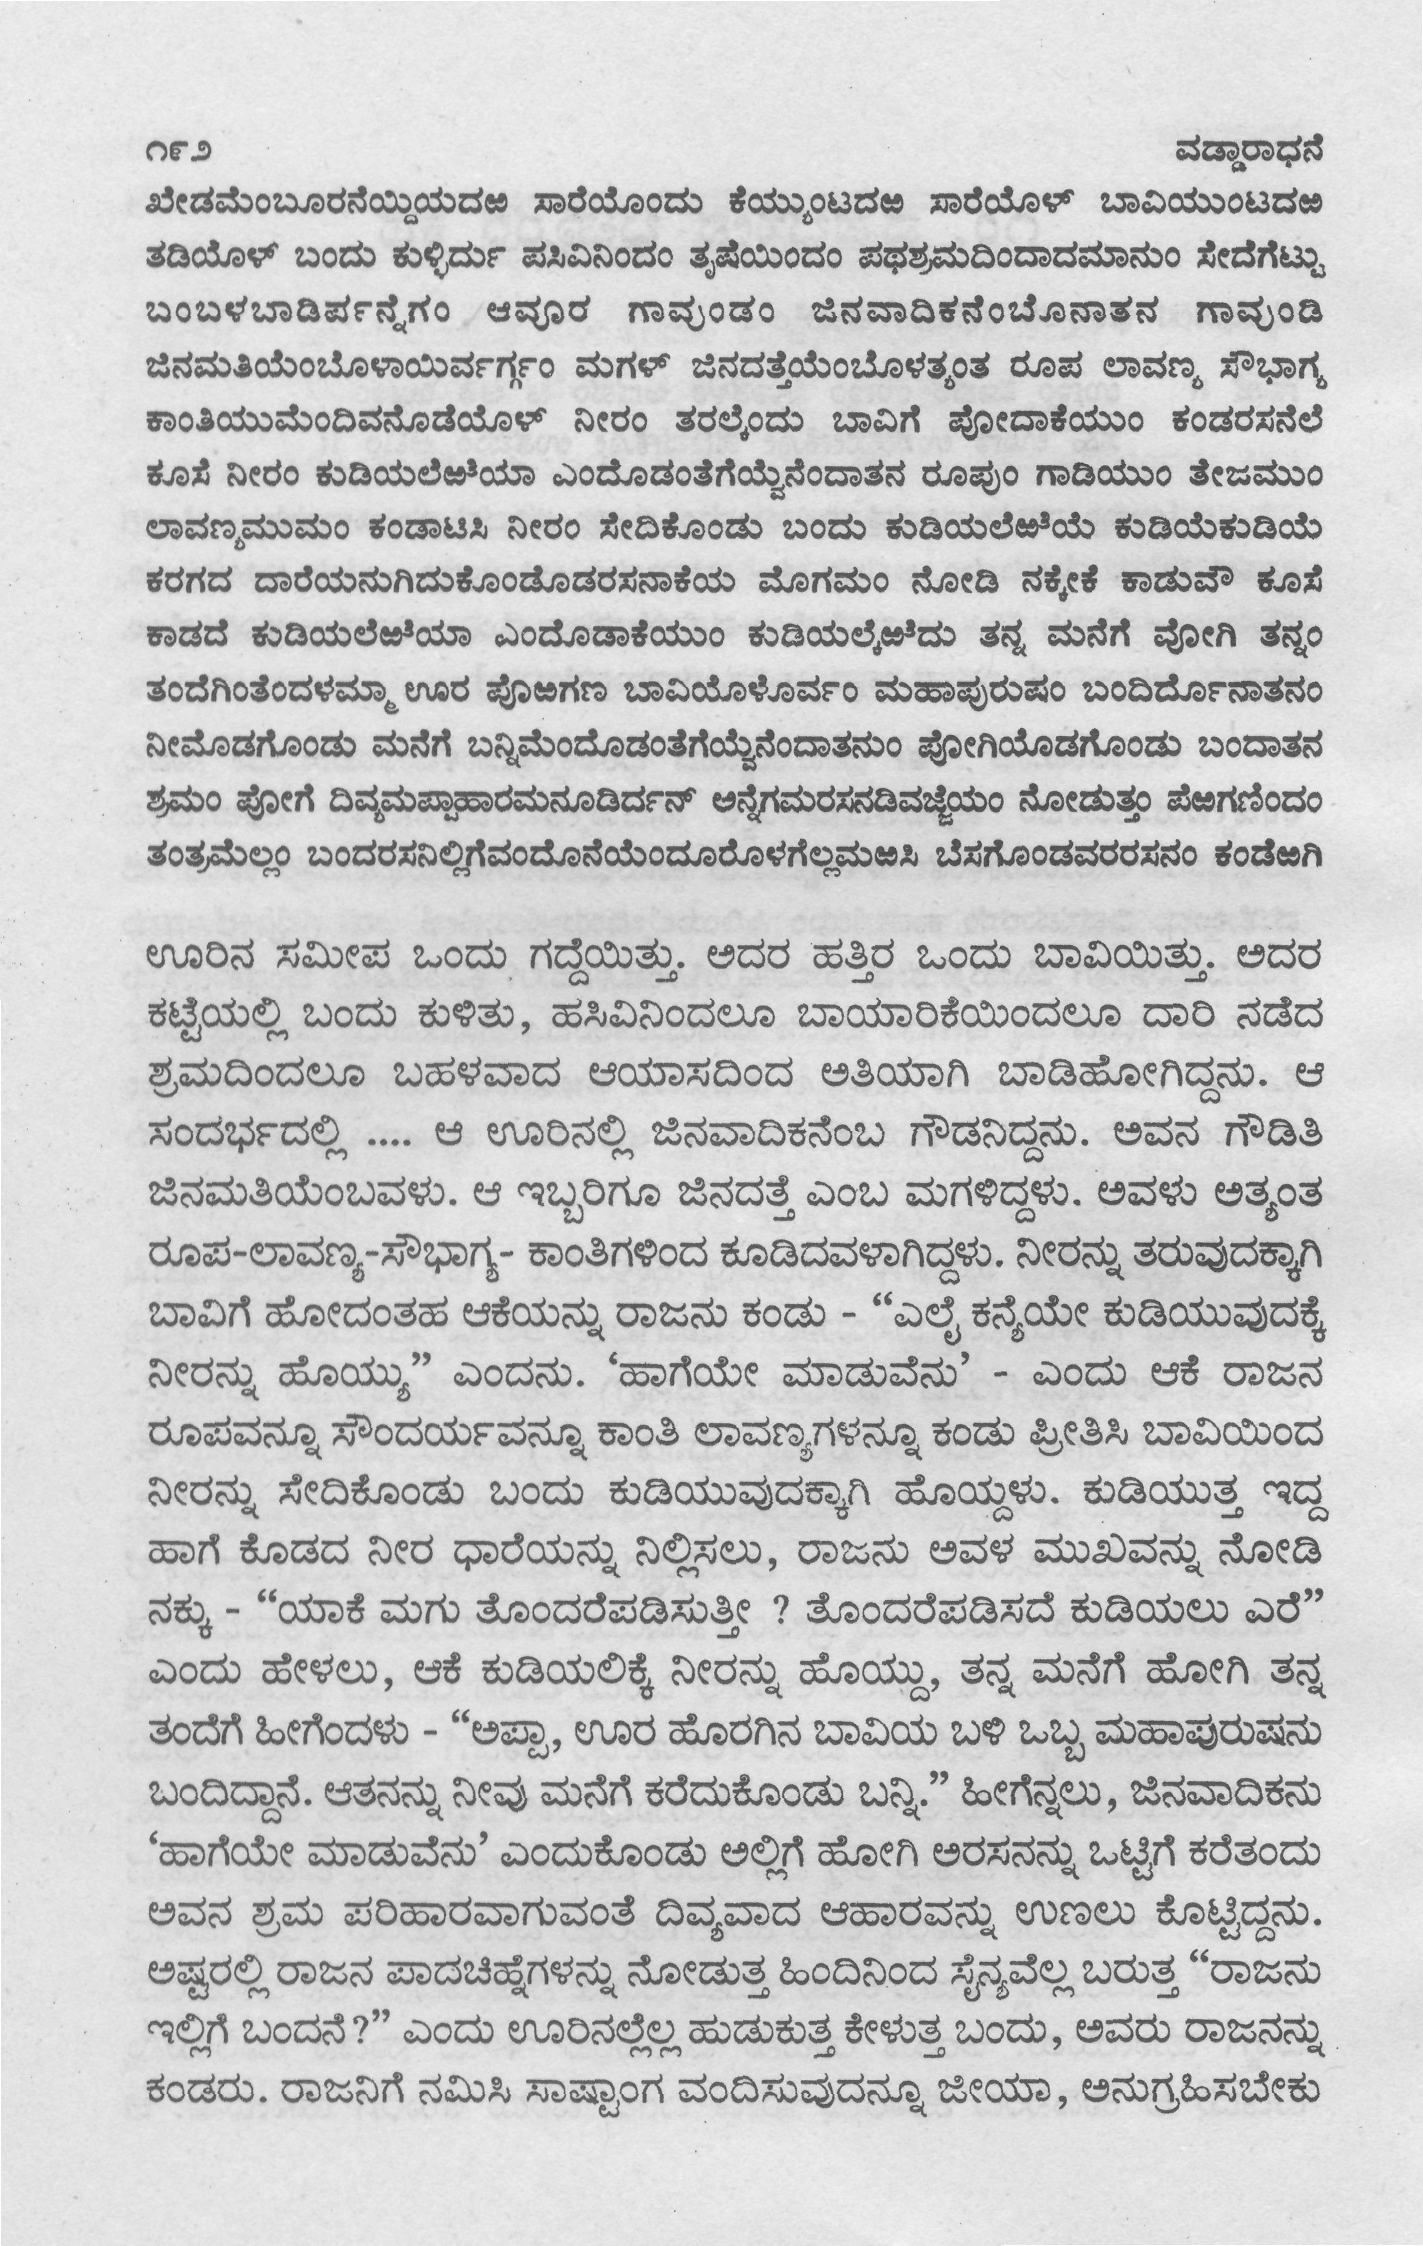 ೧೯೨ ವಡ್ಡಾರಾಧನೆ
ಖೇಡಮೆಂಬೂರನೆಯ್ದಿಯದಱ ಸಾರೆಯೊಂದು ಕೆಯ್ಯುಂಟದಱ ಸಾರೆಯೊಳ್ ಬಾವಿಯುಂಟದಱ
ತಡಿಯೊಳ್ ಬಂದು ಕುಳ್ಳಿರ್ದು ಪಸಿವಿನಿಂದಂ ತೃಷೆಯಿಂದಂ ಪಥಶ್ರಮದಿಂದಾದಮಾನುಂ ಸೇದೆಗೆಟ್ಟು
ಬಂಬಳಬಾಡಿರ್ಪನ್ನೆಗಂ ಆವೂರ ಗಾವುಂಡಂ ಜಿನವಾದಿಕನೆಂಬೊನಾತನ ಗಾವುಂಡಿ
ಜಿನಮತಿಯೆಂಬೊಳಾಯಿರ್ವರ್ಗ್ಗಂ ಮಗಳ್ ಜಿನದತ್ತೆಯೆಂಬೊಳತ್ಯಂತ ರೂಪ ಲಾವಣ್ಯ ಸೌಭಾಗ್ಯ
ಕಾಂತಿಯುಮೆಂದಿವನೊಡೆಯೊಳ್ ನೀರಂ ತರಲ್ಕೆಂದು ಬಾವಿಗೆ ಪೋದಾಕೆಯುಂ ಕಂಡರಸನೆಲೆ
ಕೂಸೆ ನೀರಂ ಕುಡಿಯಲೆಱೆಯಾ ಎಂದೊಡಂತೆಗೆಯ್ವೆನೆಂದಾತನ ರೂಪುಂ ಗಾಡಿಯುಂ ತೇಜಮುಂ
ಲಾವಣ್ಯಮುಮಂ ಕಂಡಾಟಿಸಿ ನೀರಂ ಸೇದಿಕೊಂಡು ಬಂದು ಕುಡಿಯಲೆಱೆಯೆ ಕುಡಿಯೆಕುಡಿಯೆ
ಕರಗದ ದಾರೆಯನುಗಿದುಕೊಂಡೊಡರಸನಾಕೆಯ ಮೊಗಮಂ ನೋಡಿ ನಕ್ಕೇಕೆ ಕಾಡುವೌ ಕೂಸೆ
ಕಾಡದೆ ಕುಡಿಯಲೆಱೆಯಾ ಎಂದೊಡಾಕೆಯುಂ ಕುಡಿಯಲ್ಕೆಱೆದು ತನ್ನ ಮನೆಗೆ ವೋಗಿ ತನ್ನಂ
ತಂದೆಗಿಂತೆಂದಳಮ್ಮಾ ಊರ ಪೊಱಗಣ ಬಾವಿಯೊಳೊರ್ವಂ ಮಹಾಪುರುಷಂ ಬಂದಿರ್ದೊನಾತನಂ
ನೀಮೊಡಗೊಂಡು ಮನೆಗೆ ಬನ್ನಿಮೆಂದೊಡಂತೆಗೆಯ್ವೆನೆಂದಾತನುಂ ಪೋಗಿಯೊಡಗೊಂಡು ಬಂದಾತನ
ಶ್ರಮಂ ಪೋಗೆ ದಿವ್ಯಮಪ್ಪಾಹಾರಮನೂಡಿರ್ದನ್ ಅನ್ನೆಗಮರಸನಡಿವಜ್ಜೆಯಂ ನೋಡುತ್ತಂ ಪೆಱಗಣಿಂದಂ
ತಂತ್ರಮೆಲ್ಲಂ ಬಂದರಸನಿಲ್ಲಿಗೆವಂದೊನೆಯೆಂದೂರೊಳಗೆಲ್ಲಮಱಸಿ ಬೆಸಗೊಂಡವರರಸನಂ ಕಂಡೆಱಗಿ
ಊರಿನ ಸಮೀಪ ಒಂದು ಗದ್ದೆಯಿತ್ತು. ಅದರ ಹತ್ತಿರ ಒಂದು ಬಾವಿಯಿತ್ತು. ಅದರ
ಕಟ್ಟೆಯಲ್ಲಿ ಬಂದು ಕುಳಿತು, ಹಸಿವಿನಿಂದಲೂ ಬಾಯಾರಿಕೆಯಿಂದಲೂ ದಾರಿ ನಡೆದ
ಶ್ರಮದಿಂದಲೂ ಬಹಳವಾದ ಆಯಾಸದಿಂದ ಅತಿಯಾಗಿ ಬಾಡಿಹೋಗಿದ್ದನು. ಆ
ಸಂದರ್ಭದಲ್ಲಿ .... ಆ ಊರಿನಲ್ಲಿ ಜಿನವಾದಿಕನೆಂಬ ಗೌಡನಿದ್ದನು. ಅವನ ಗೌಡಿತಿ
ಜಿನಮತಿಯೆಂಬವಳು. ಆ ಇಬ್ಬರಿಗೂ ಜಿನದತ್ತೆ ಎಂಬ ಮಗಳಿದ್ದಳು. ಅವಳು ಅತ್ಯಂತ
ರೂಪ-ಲಾವಣ್ಯ-ಸೌಭಾಗ್ಯ- ಕಾಂತಿಗಳಿಂದ ಕೂಡಿದವಳಾಗಿದ್ದಳು. ನೀರನ್ನು ತರುವುದಕ್ಕಾಗಿ
ಬಾವಿಗೆ ಹೋದಂತಹ ಆಕೆಯನ್ನು ರಾಜನು ಕಂಡು - “ಎಲೈ ಕನ್ಯೆಯೇ ಕುಡಿಯುವುದಕ್ಕೆ
ನೀರನ್ನು ಹೊಯ್ಯು” ಎಂದನು. ‘ಹಾಗೆಯೇ ಮಾಡುವೆನು’ - ಎಂದು ಆಕೆ ರಾಜನ
ರೂಪವನ್ನೂ ಸೌಂದರ್ಯವನ್ನೂ ಕಾಂತಿ ಲಾವಣ್ಯಗಳನ್ನೂ ಕಂಡು ಪ್ರೀತಿಸಿ ಬಾವಿಯಿಂದ
ನೀರನ್ನು ಸೇದಿಕೊಂಡು ಬಂದು ಕುಡಿಯುವುದಕ್ಕಾಗಿ ಹೊಯ್ದಳು. ಕುಡಿಯುತ್ತ ಇದ್ದ
ಹಾಗೆ ಕೊಡದ ನೀರ ಧಾರೆಯನ್ನು ನಿಲ್ಲಿಸಲು, ರಾಜನು ಅವಳ ಮುಖವನ್ನು ನೋಡಿ
ನಕ್ಕು - “ಯಾಕೆ ಮಗು ತೊಂದರೆಪಡಿಸುತ್ತೀ ? ತೊಂದರೆಪಡಿಸದೆ ಕುಡಿಯಲು ಎರೆ”
ಎಂದು ಹೇಳಲು, ಆಕೆ ಕುಡಿಯಲಿಕ್ಕೆ ನೀರನ್ನು ಹೊಯ್ದು, ತನ್ನ ಮನೆಗೆ ಹೋಗಿ ತನ್ನ
ತಂದೆಗೆ ಹೀಗೆಂದಳು - “ಅಪ್ಪಾ, ಊರ ಹೊರಗಿನ ಬಾವಿಯ ಬಳಿ ಒಬ್ಬ ಮಹಾಪುರುಷನು
ಬಂದಿದ್ದಾನೆ. ಆತನನ್ನು ನೀವು ಮನೆಗೆ ಕರೆದುಕೊಂಡು ಬನ್ನಿ.” ಹೀಗೆನ್ನಲು, ಜಿನವಾದಿಕನು
‘ಹಾಗೆಯೇ ಮಾಡುವೆನು’ ಎಂದುಕೊಂಡು ಅಲ್ಲಿಗೆ ಹೋಗಿ ಅರಸನನ್ನು ಒಟ್ಟಿಗೆ ಕರೆತಂದು
ಅವನ ಶ್ರಮ ಪರಿಹಾರವಾಗುವಂತೆ ದಿವ್ಯವಾದ ಆಹಾರವನ್ನು ಉಣಲು ಕೊಟ್ಟಿದ್ದನು.
ಅಷ್ಟರಲ್ಲಿ ರಾಜನ ಪಾದಚಿಹ್ನೆಗಳನ್ನು ನೋಡುತ್ತ ಹಿಂದಿನಿಂದ ಸೈನ್ಯವೆಲ್ಲ ಬರುತ್ತ “ರಾಜನು
ಇಲ್ಲಿಗೆ ಬಂದನೆ?” ಎಂದು ಊರಿನಲ್ಲೆಲ್ಲ ಹುಡುಕುತ್ತ ಕೇಳುತ್ತ ಬಂದು, ಅವರು ರಾಜನನ್ನು
ಕಂಡರು. ರಾಜನಿಗೆ ನಮಿಸಿ ಸಾಷ್ಟಾಂಗ ವಂದಿಸುವುದನ್ನೂ ಜೀಯಾ, ಅನುಗ್ರಹಿಸಬೇಕು